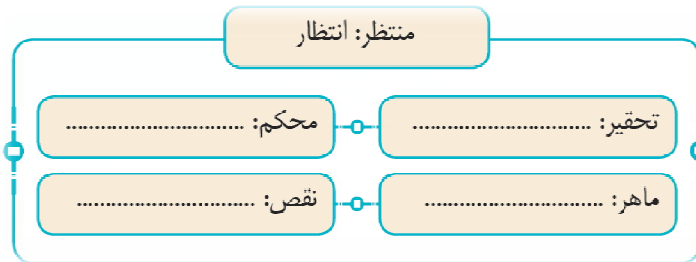 منتظر: انتظار
تحقیر: ..............................
محکم: ..............................
ماهر: ..............................
نقص: ..............................